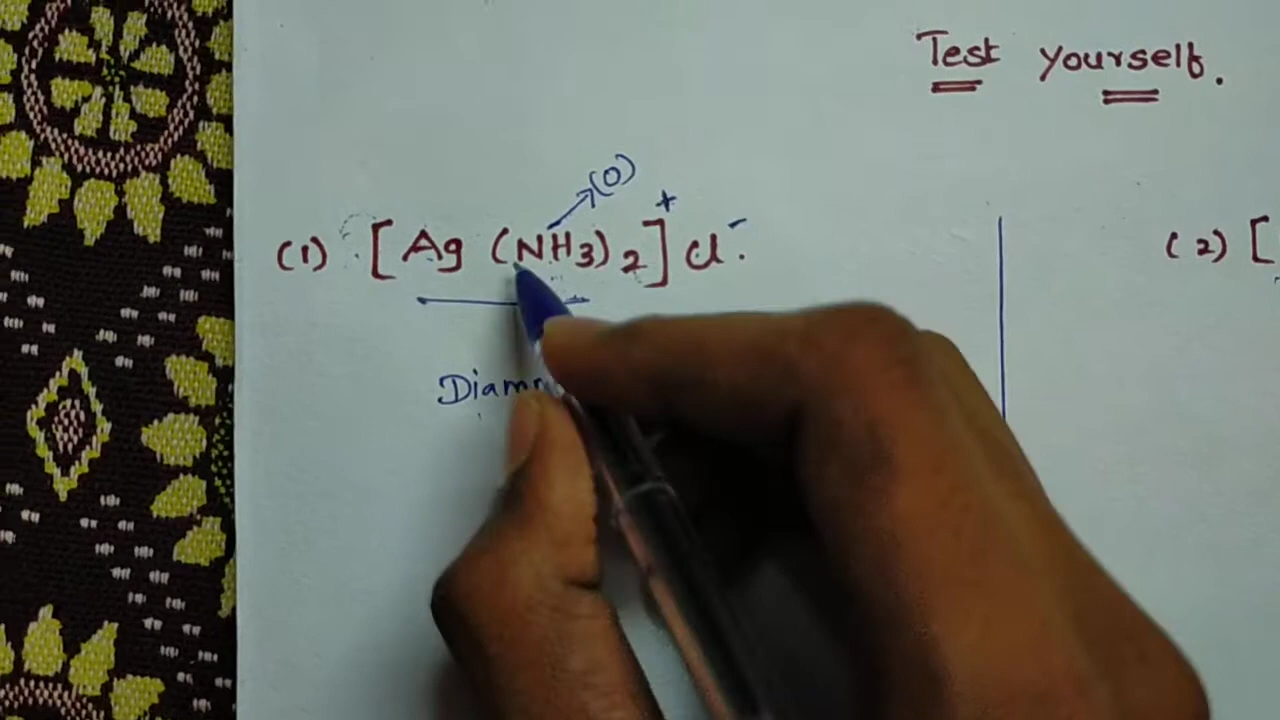 Test yourself.
(0)
(1) [Ag (NH3)2]+ Cl-.
(2) [